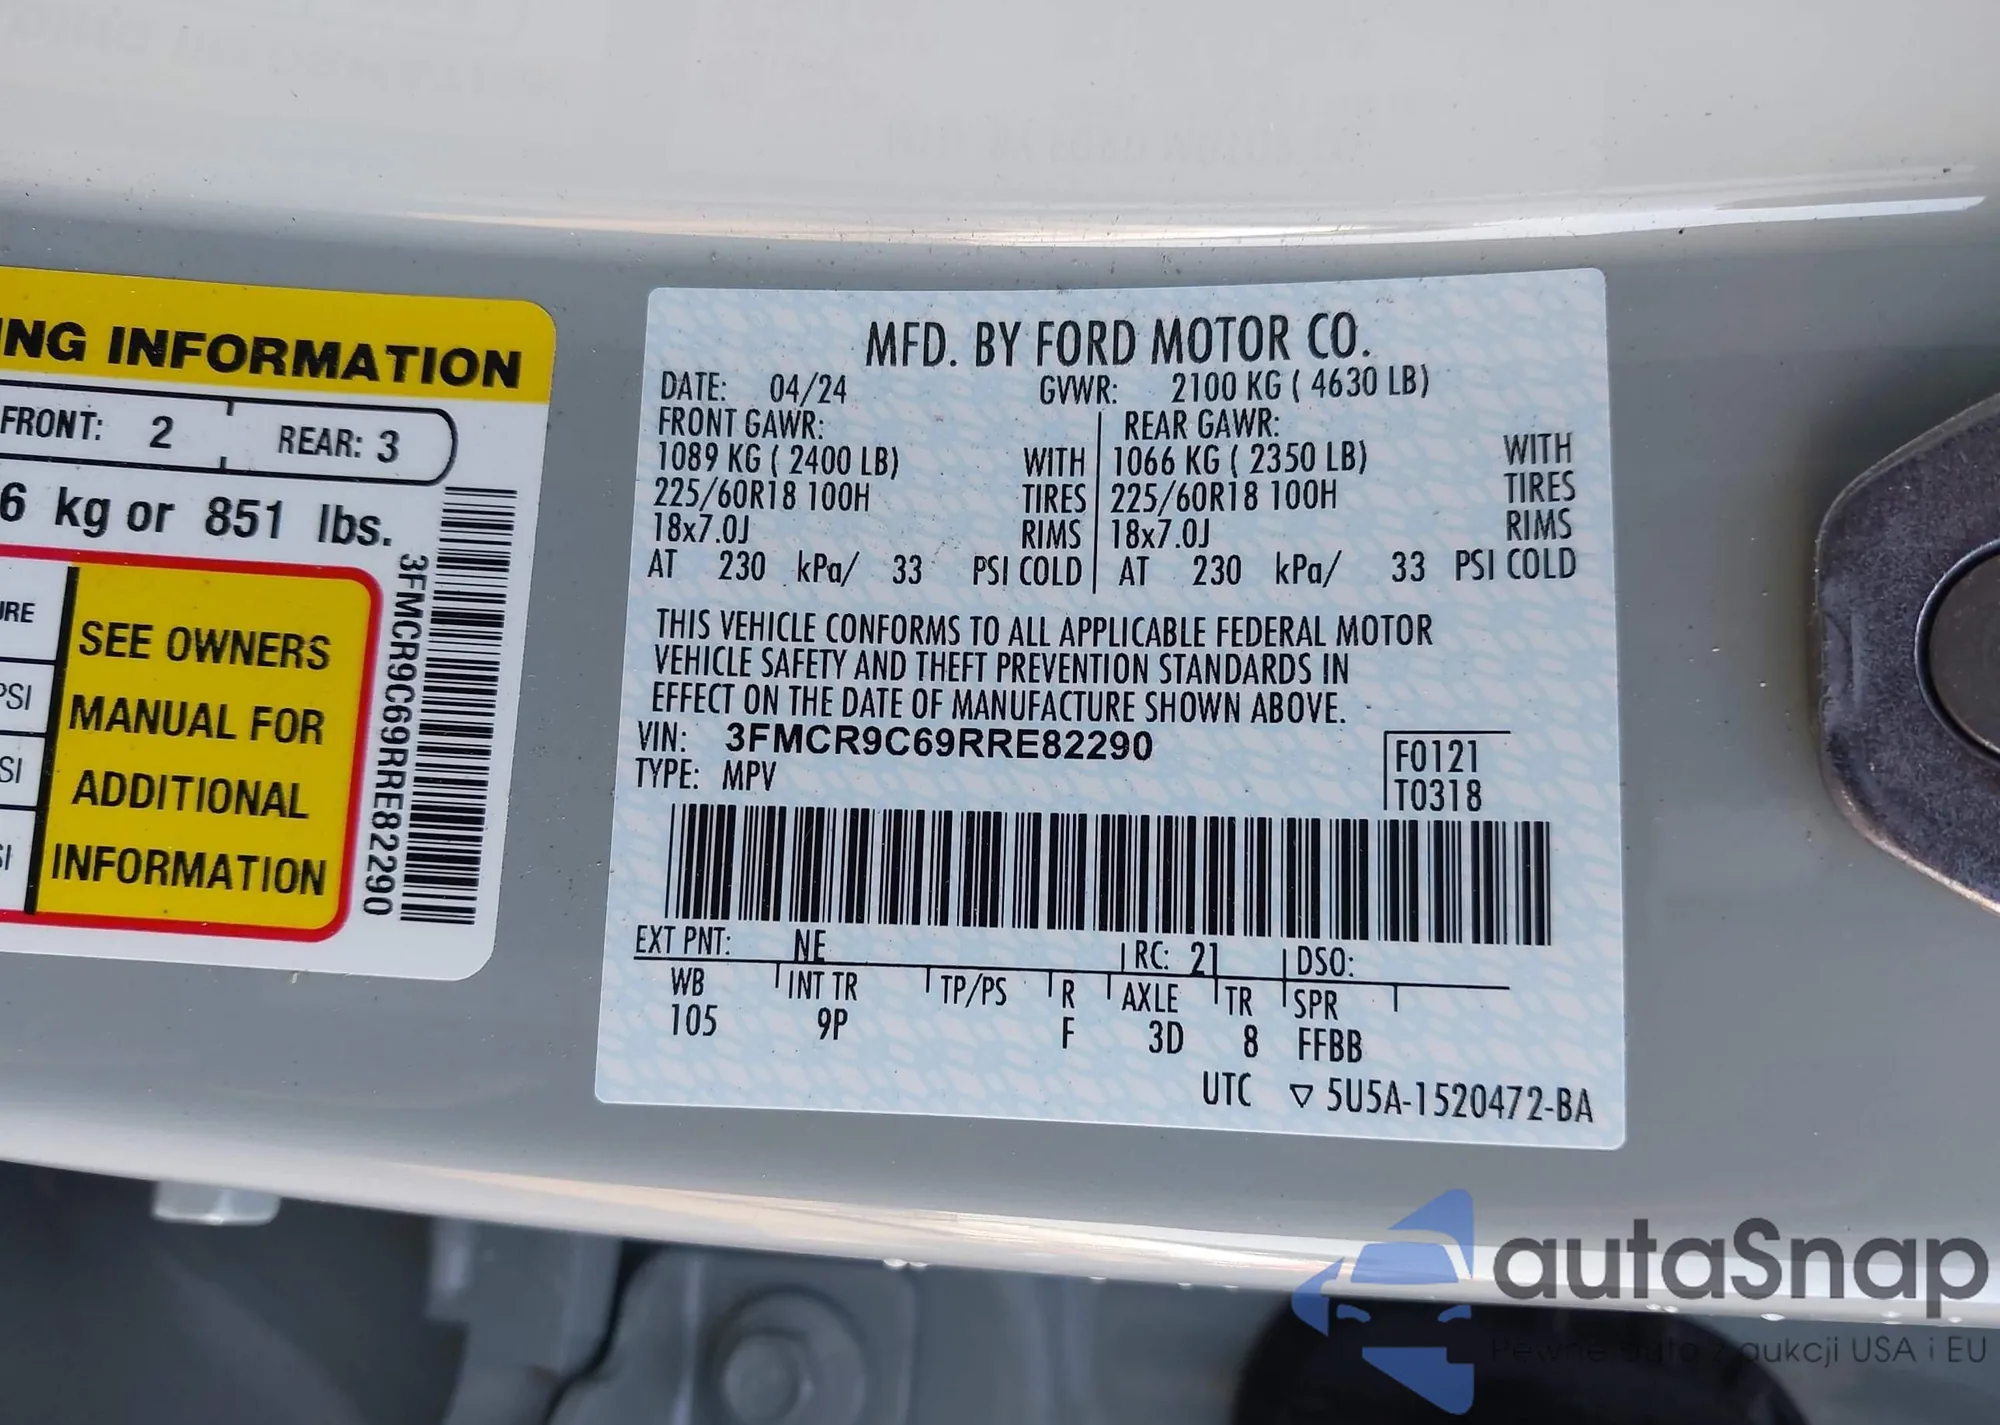 ING INFORMATION
FRONT: 2 REAR: 3
6 kg or 851 lbs.
SEE OWNERS
MANUAL FOR
ADDITIONAL
INFORMATION
URE
PSI
SI
SI
3FMCR9C69RRE82290
MFD. BY FORD MOTOR CO.
DATE: 04/24 GVWR: 2100 KG ( 4630 LB)
FRONT GAWR: REAR GAWR:
1089 KG ( 2400 LB) WITH 1066 KG ( 2350 LB) WITH
225/60R18 100H TIRES 225/60R18 100H TIRES
18x7.0J RIMS 18x7.0J RIMS
AT 230 kPa/ 33 PSI COLD AT 230 kPa/ 33 PSI COLD
THIS VEHICLE CONFORMS TO ALL APPLICABLE FEDERAL MOTOR
VEHICLE SAFETY AND THEFT PREVENTION STANDARDS IN
EFFECT ON THE DATE OF MANUFACTURE SHOWN ABOVE.
VIN: 3FMCR9C69RRE82290 F0121
TYPE: MPV T0318
EXT PNT: NE RC: 21 DSO:
WB INT TR TP/PS R AXLE TR SPR
105 9P F 3D 8 FFBB
UTC ▽ 5U5A-1520472-BA
autaSnap
Pewne auta z aukcji USA i EU